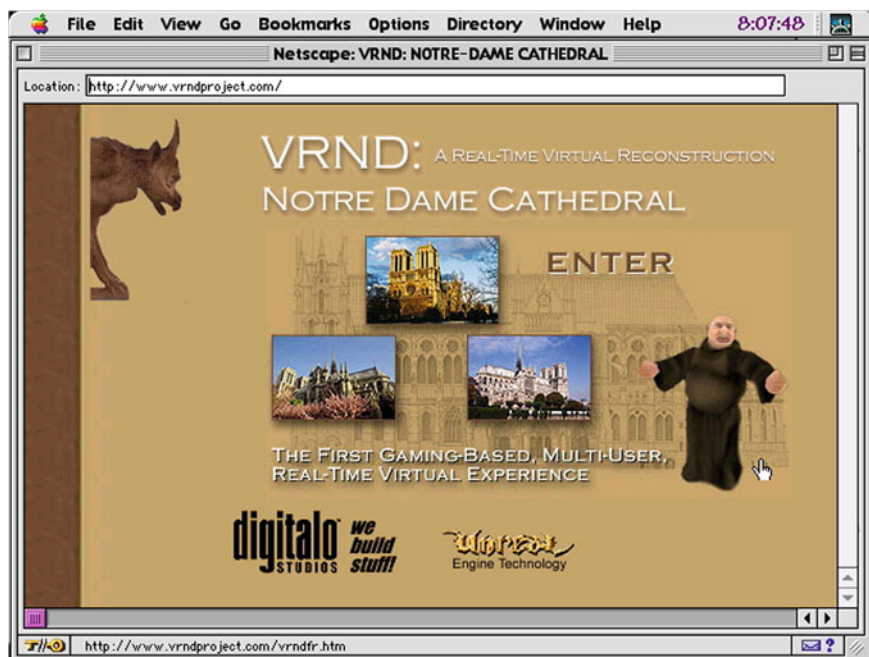 File Edit View Go Bookmarks Options Directory Window Help 8:07:48
Netscape: VRND: NOTRE-DAME CATHEDRAL
Location: http://www.vrndproject.com/
VRND: A REAL-TIME VIRTUAL RECONSTRUCTION
NOTRE DAME CATHEDRAL
ENTER
THE FIRST GAMING-BASED, MULTI-USER,
REAL-TIME VIRTUAL EXPERIENCE
digitalo STUDIOS we build stuff!
Unreal
Engine Technology
http://www.vrndproject.com/vrndfr.htm ?